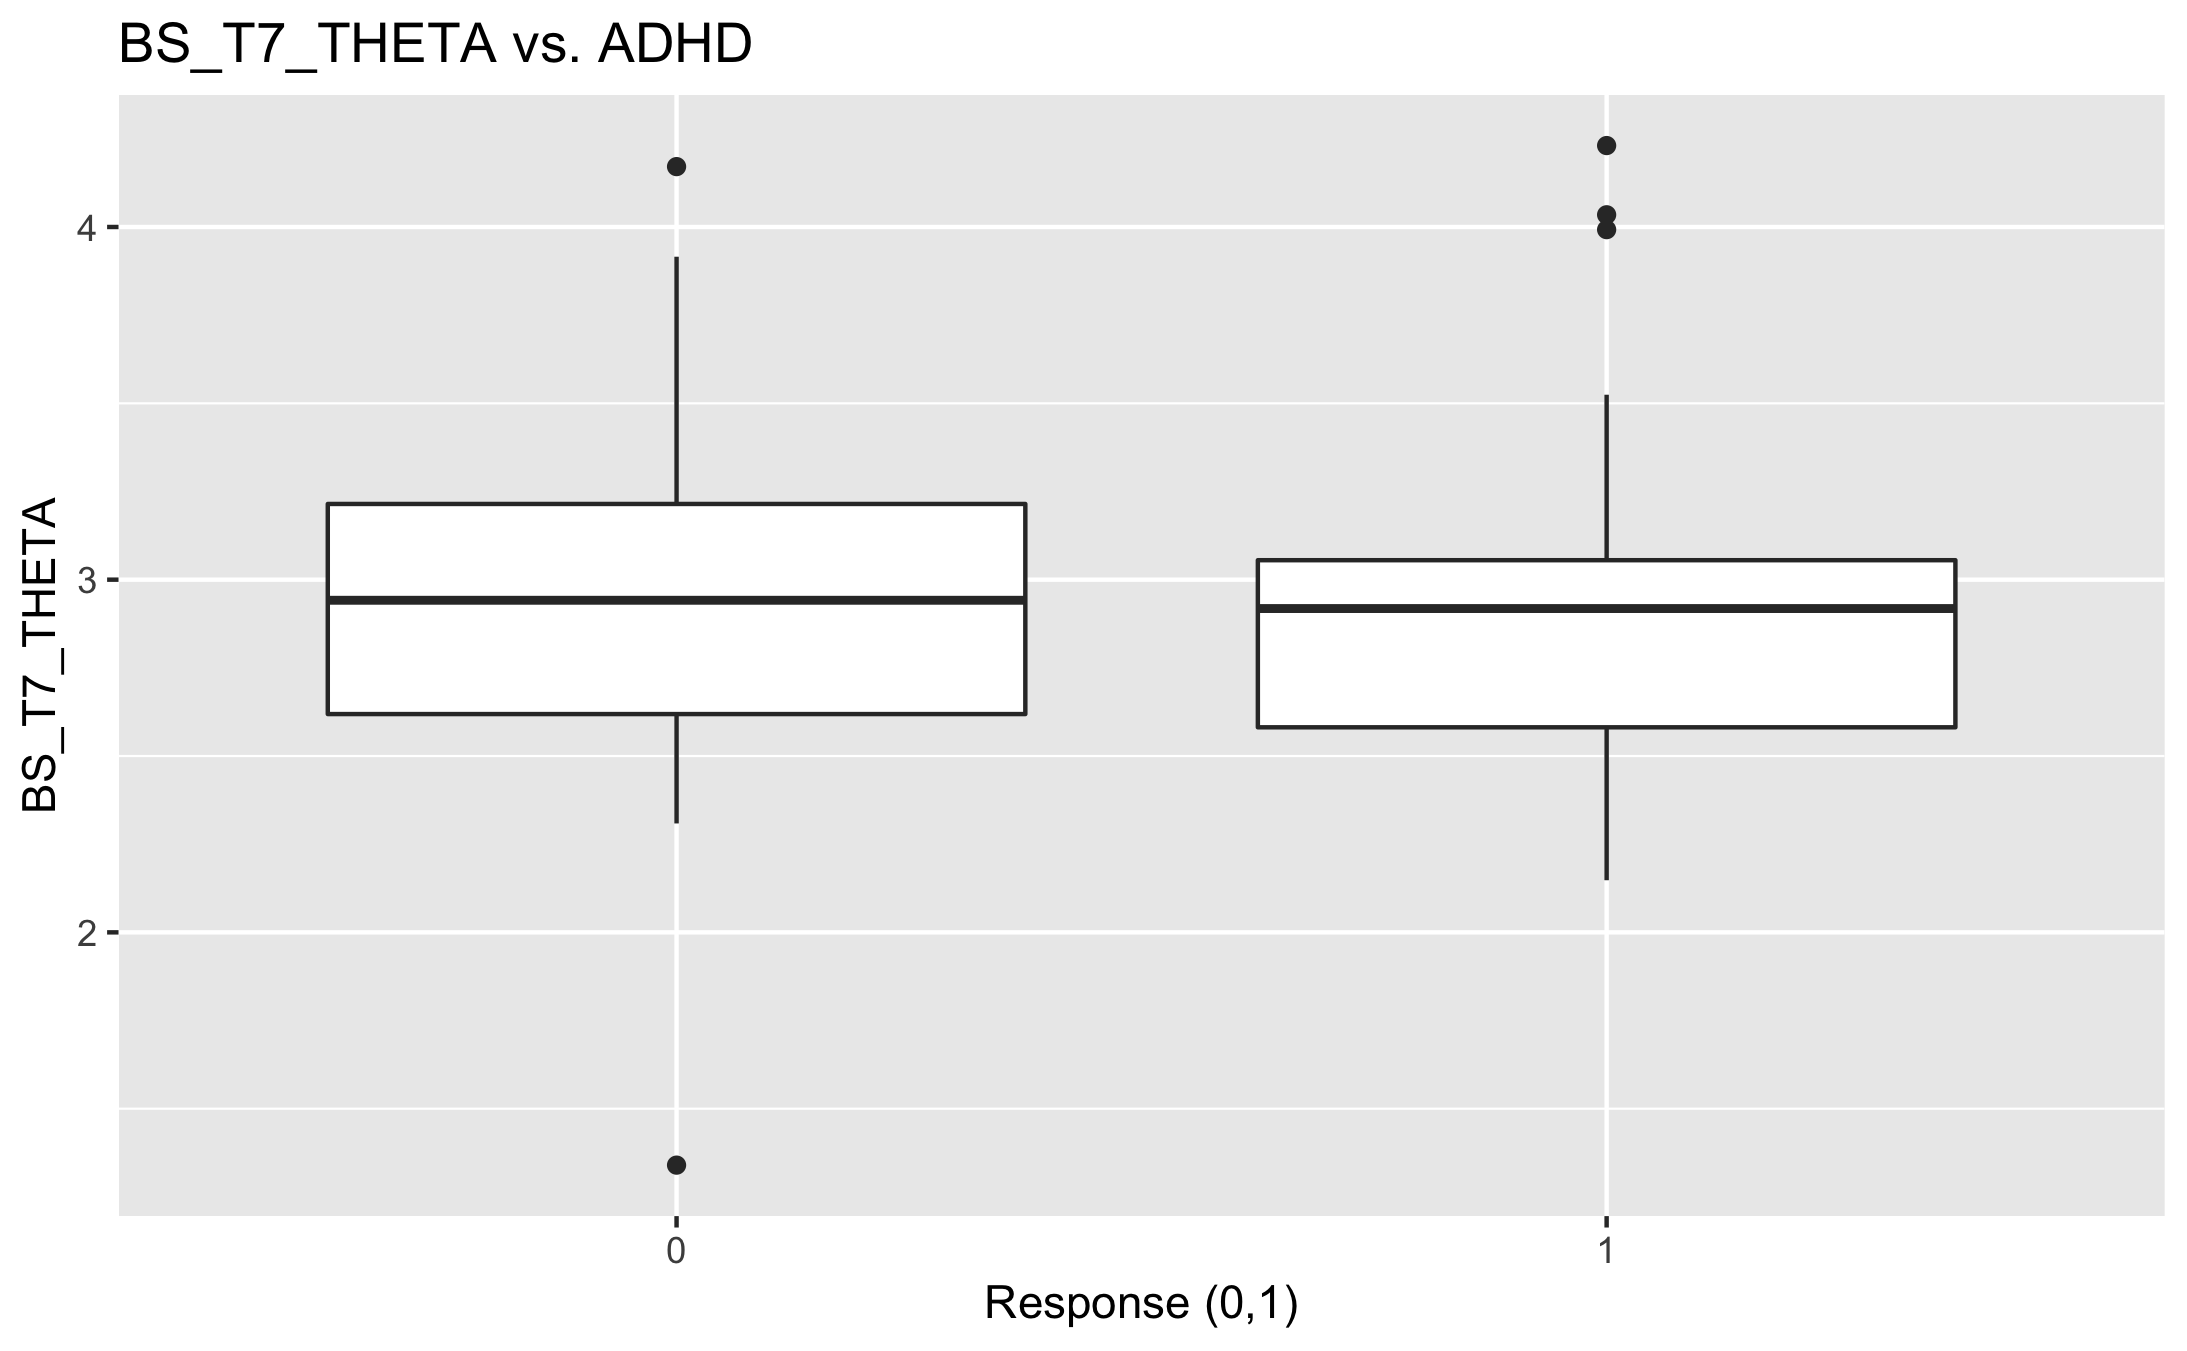 BS_T7_THETA vs. ADHD
BS_T7_THETA
4
3
2
0
1
Response (0,1)